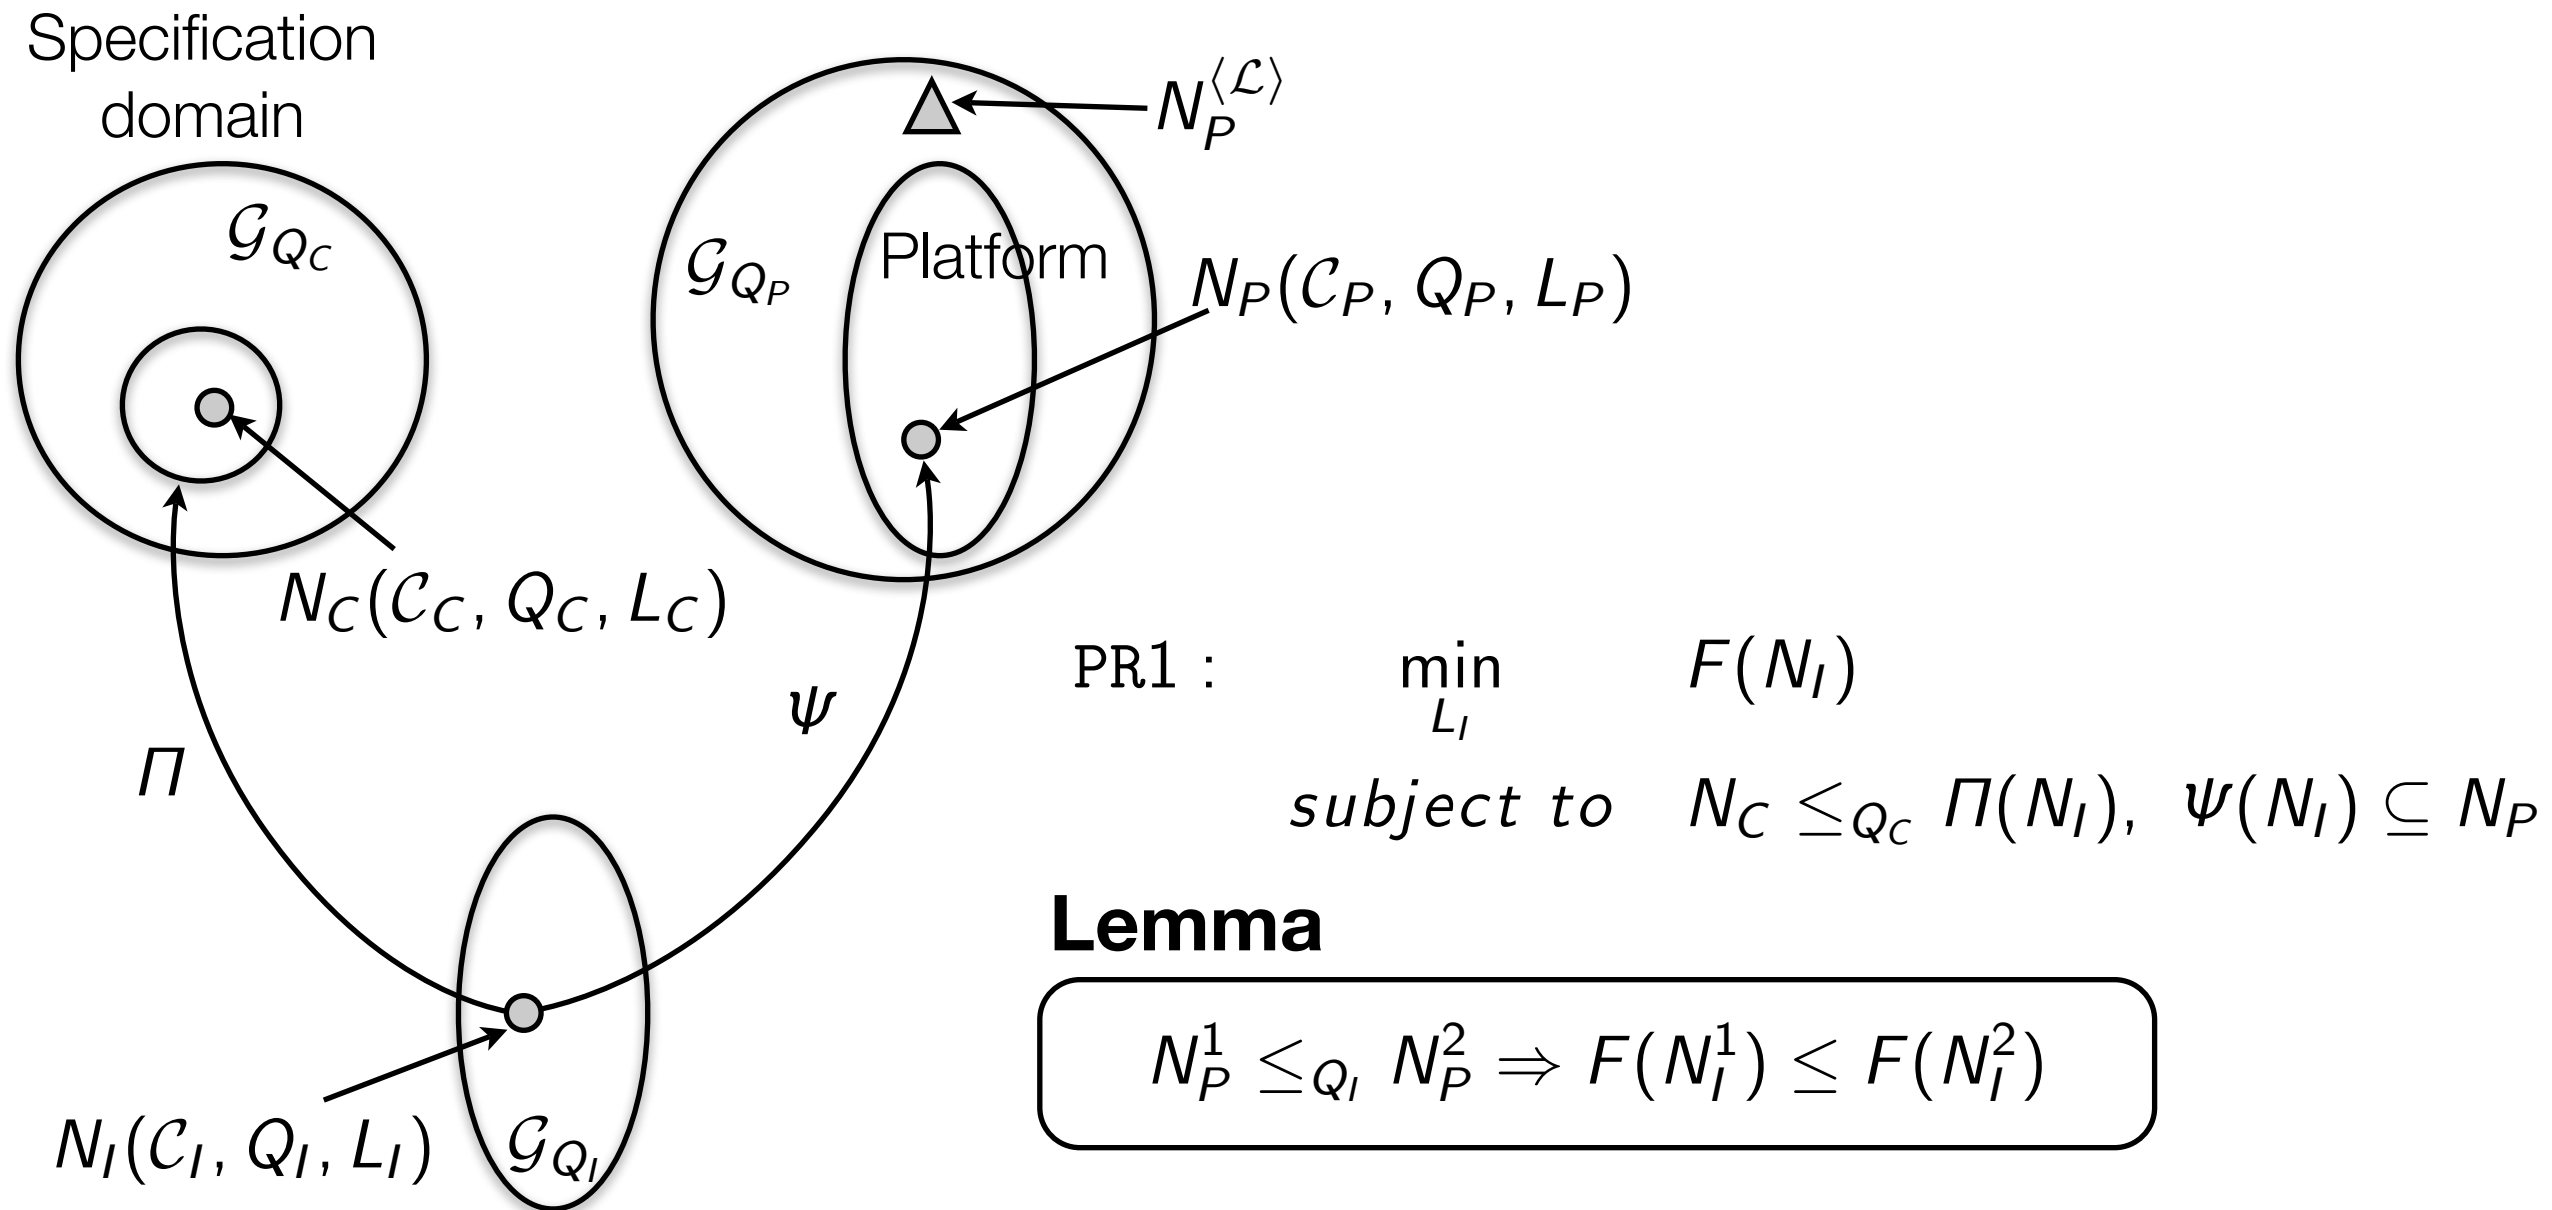 Specification
domain
𝒢_{Q_C}
N_C(𝒞_C, Q_C, L_C)
N_P^{⟨ℒ⟩}
𝒢_{Q_P}
Platform
N_P(𝒞_P, Q_P, L_P)
Π
Ψ
N_I(𝒞_I, Q_I, L_I)
𝒢_{Q_I}
PR1 : min_{L_I} F(N_I)
subject to N_C ≤_{Q_C} Π(N_I), Ψ(N_I) ⊆ N_P
Lemma
N_P^1 ≤_{Q_I} N_P^2 ⇒ F(N_I^1) ≤ F(N_I^2)